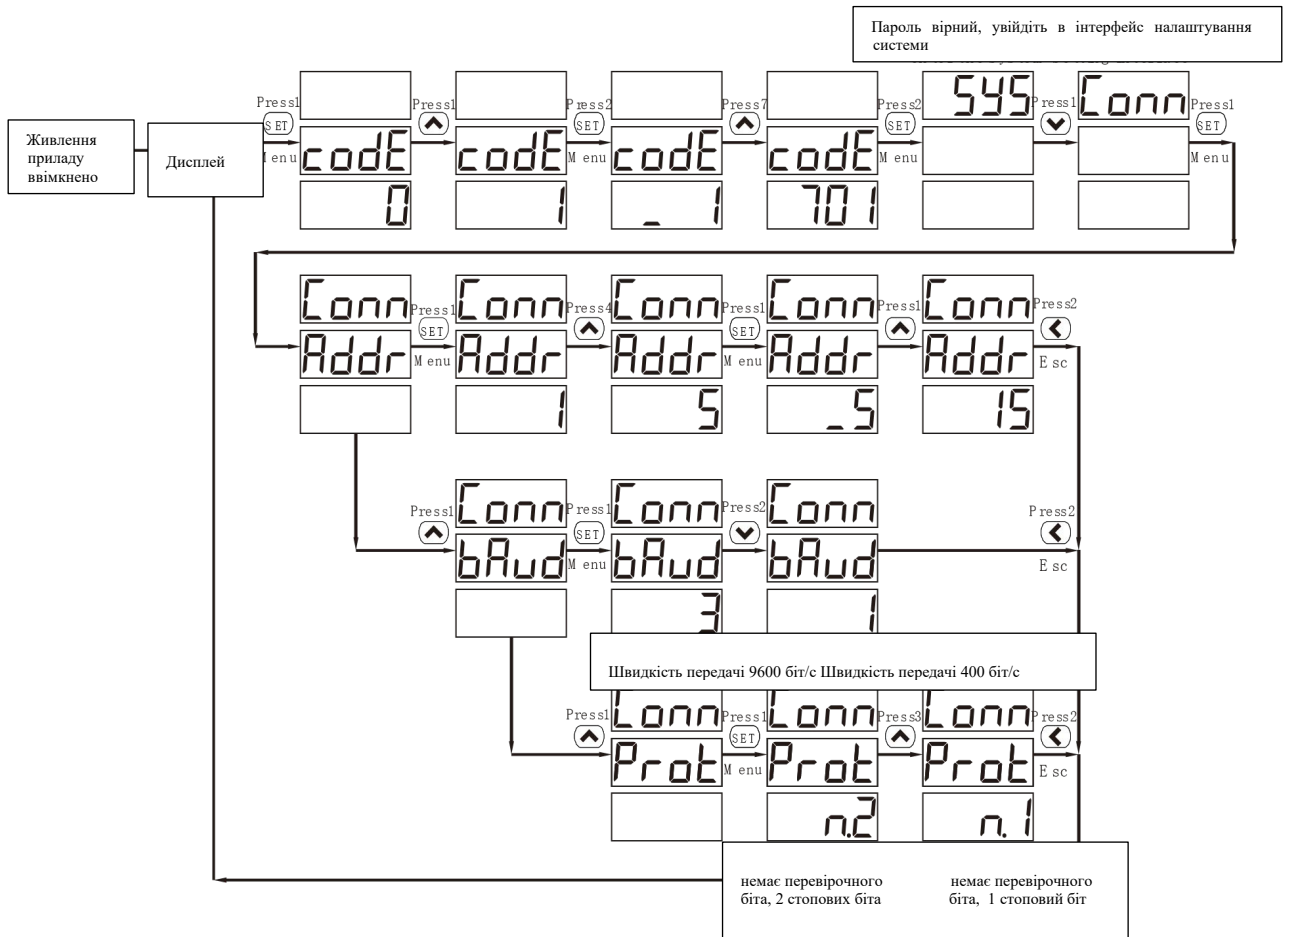 Пароль вірний, увійдіть в інтерфейс налаштування
системи
Живлення
приладу
ввімкнено
Дисплей
Press1
SET
Menu
codE
0
Press1
codE
1
Press2
SET
Menu
codE
_ 1
Press7
codE
701
Press2
SET
Menu
SYS
Press1
Conn
Press1
SET
Menu
Conn
Addr
Press1
SET
Menu
Conn
Addr
1
Press4
Conn
Addr
5
Press1
SET
Menu
Conn
Addr
_5
Press1
Conn
Addr
15
Press2
Esc
Press1
Conn
bAud
Press1
SET
Menu
Conn
bAud
3
Press2
Conn
bAud
1
Press2
Esc
Швидкість передачі 9600 біт/с Швидкість передачі 400 біт/с
Press1
Conn
Prot
Press1
SET
Menu
Conn
Prot
n.2
Press3
Conn
Prot
n.1
Press2
Esc
немає перевірочного
біта, 2 стопових біта
немає перевірочного
біта, 1 стоповий біт